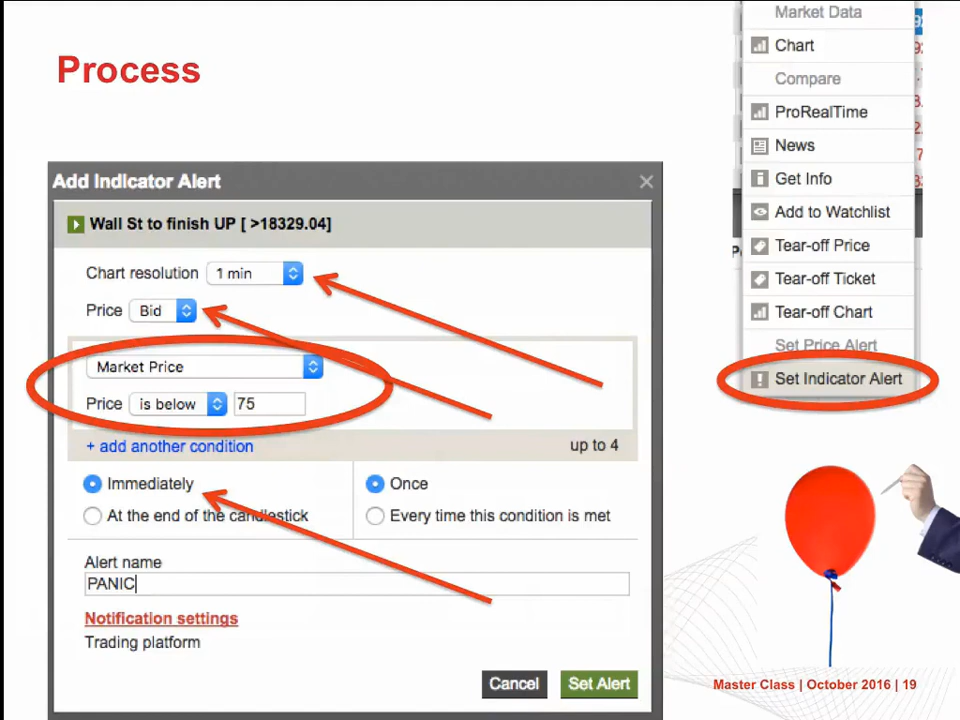 Process
Market Data
Chart
Compare
ProRealTime
News
Get Info
Add to Watchlist
Tear-off Price
Tear-off Ticket
Tear-off Chart
Set Price Alert
Set Indicator Alert
Add Indicator Alert
Wall St to finish UP [ >18329.04]
Chart resolution 1 min
Price Bid
Market Price
Price is below 75
+ add another condition up to 4
Immediately Once
At the end of the candlestick Every time this condition is met
Alert name
PANIC
Notification settings
Trading platform
Cancel Set Alert
Master Class | October 2016 | 19